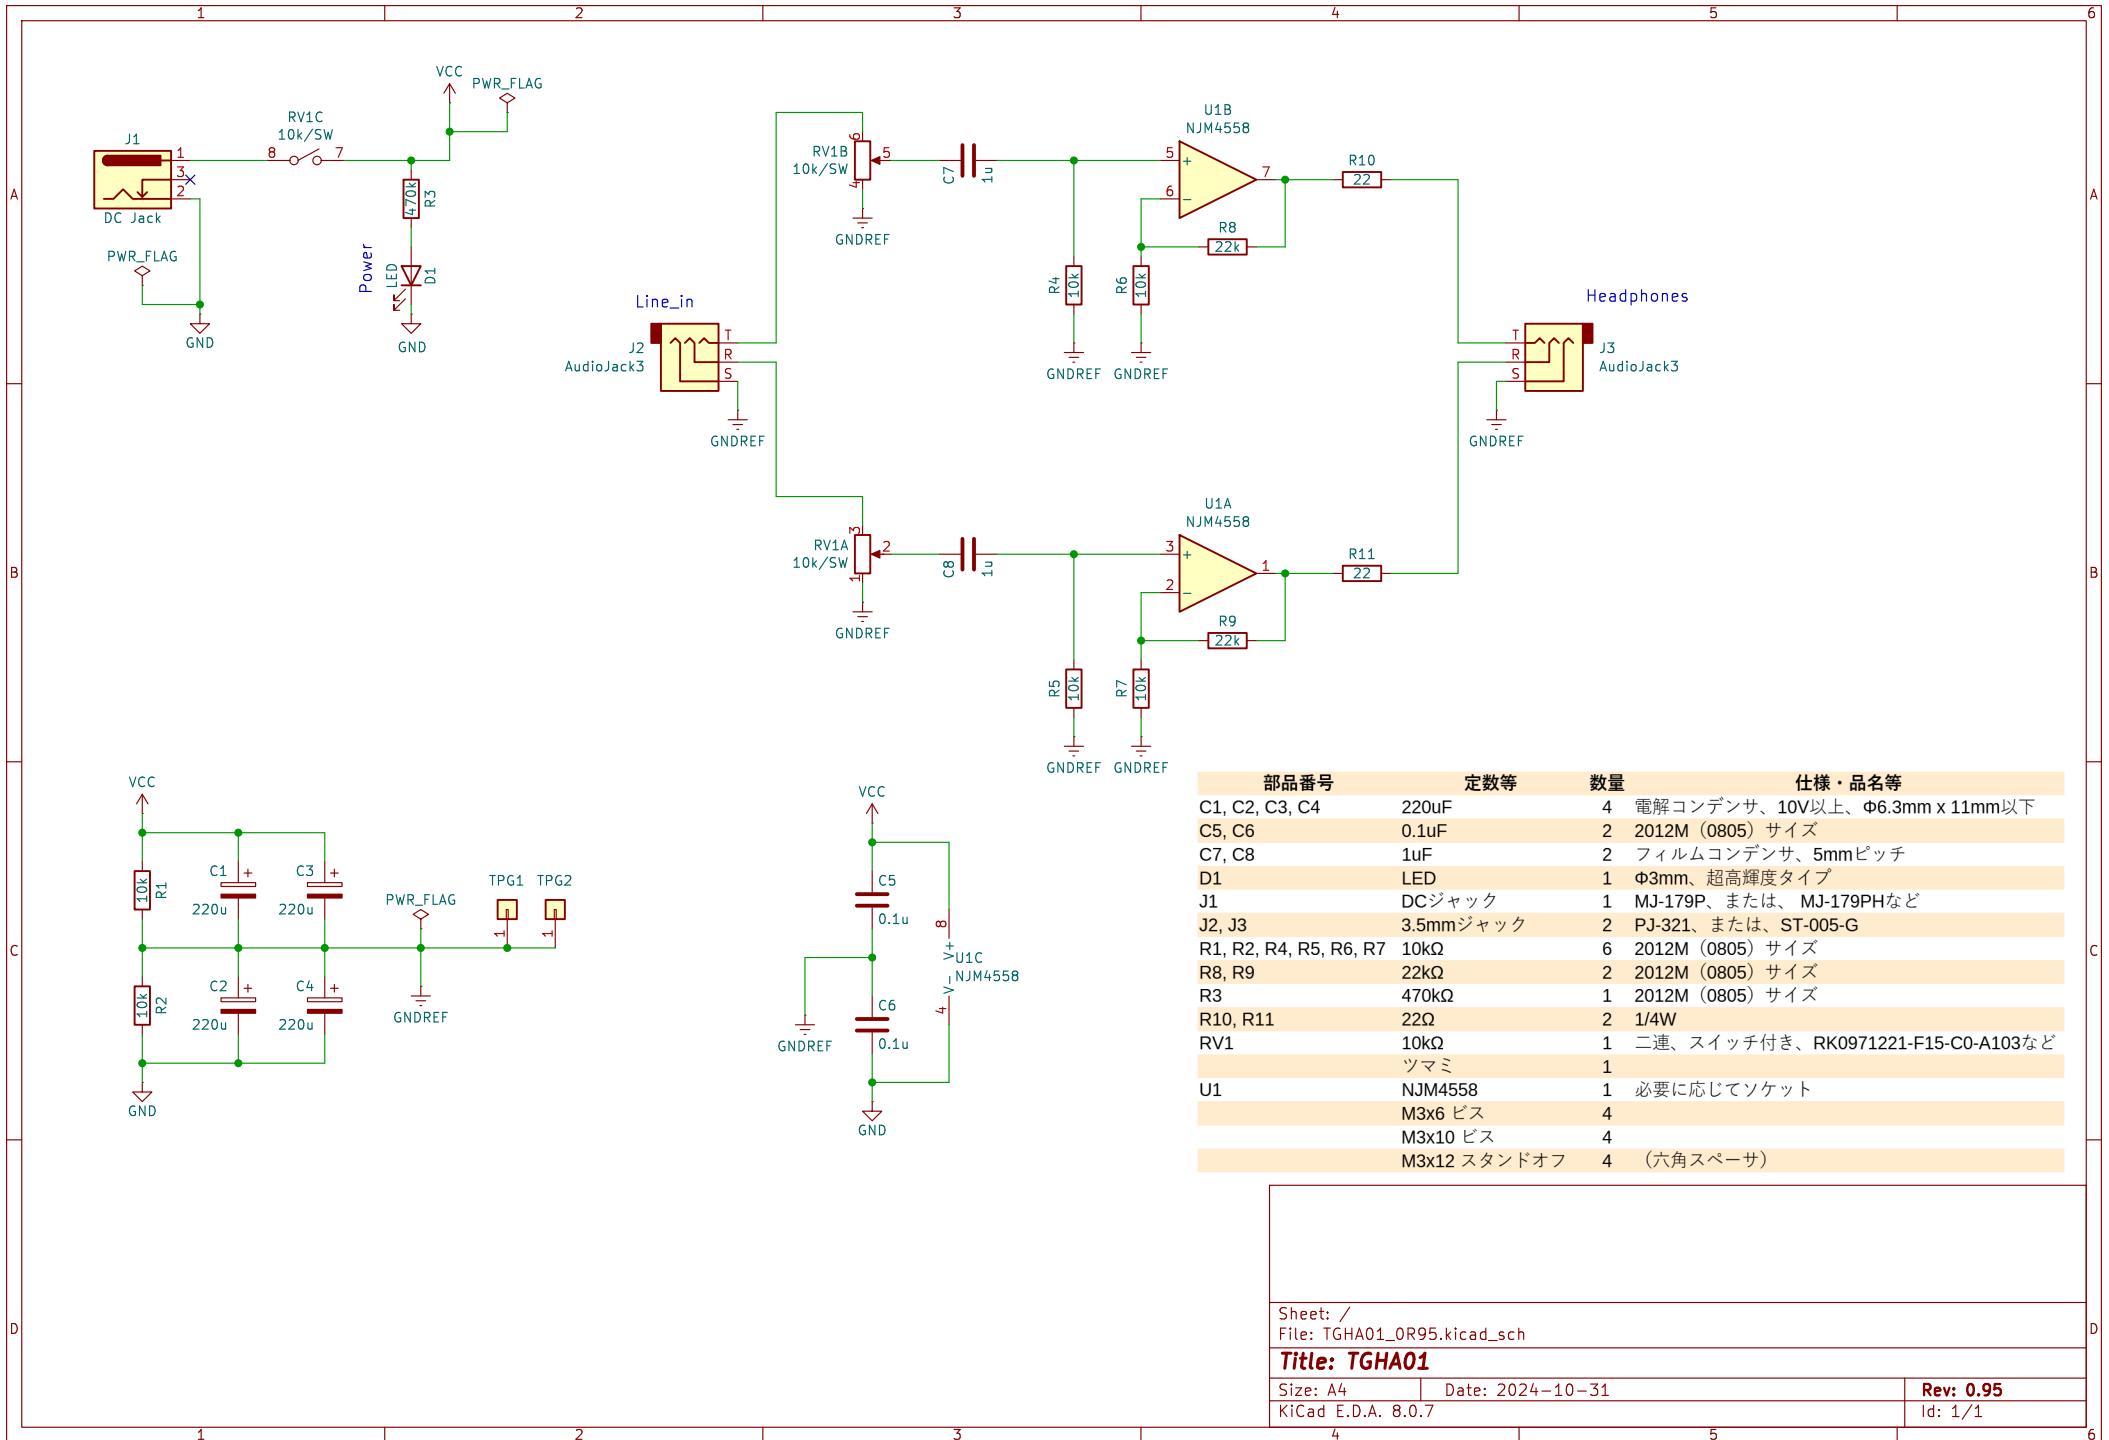 1 2 3 4 5 6
A
B
C
D
A
B
C
D
1 2 3 4 5 6
VCC
PWR_FLAG
RV1C
10k/SW
8
7
J1
1
3
2
DC Jack
PWR_FLAG
GND
470k
R3
Power
LED
D1
GND
Line_in
J2
AudioJack3
T
R
S
GNDREF
RV1B
10k/SW
6
5
4
GNDREF
C7
1u
U1B
NJM4558
5
+
6
−
7
R8
22k
R4
10k
R6
10k
GNDREF
GNDREF
R10
22
Headphones
T
R
S
J3
AudioJack3
GNDREF
RV1A
10k/SW
3
2
1
GNDREF
C8
1u
U1A
NJM4558
3
+
2
−
1
R9
22k
R5
10k
R7
10k
GNDREF
GNDREF
R11
22
VCC
10k
R1
C1
+
220u
C3
+
220u
PWR_FLAG
TPG1
1
TPG2
1
10k
R2
C2
+
220u
C4
+
220u
GNDREF
GND
VCC
C5
0.1u
8
V+
U1C
NJM4558
V-
4
C6
0.1u
GNDREF
GND
部品番号 定数等 数量 仕様・品名等
C1, C2, C3, C4 220uF 4 電解コンデンサ、10V以上、Φ6.3mm x 11mm以下
C5, C6 0.1uF 2 2012M（0805）サイズ
C7, C8 1uF 2 フィルムコンデンサ、5mmピッチ
D1 LED 1 Φ3mm、超高輝度タイプ
J1 DCジャック 1 MJ-179P、または、 MJ-179PHなど
J2, J3 3.5mmジャック 2 PJ-321、または、ST-005-G
R1, R2, R4, R5, R6, R7 10kΩ 6 2012M（0805）サイズ
R8, R9 22kΩ 2 2012M（0805）サイズ
R3 470kΩ 1 2012M（0805）サイズ
R10, R11 22Ω 2 1/4W
RV1 10kΩ 1 二連、スイッチ付き、RK0971221-F15-C0-A103など
ツマミ 1
U1 NJM4558 1 必要に応じてソケット
M3x6 ビス 4
M3x10 ビス 4
M3x12 スタンドオフ 4 （六角スペーサ）
Sheet: /
File: TGHA01_0R95.kicad_sch
Title: TGHA01
Size: A4 Date: 2024-10-31 Rev: 0.95
KiCad E.D.A. 8.0.7 Id: 1/1